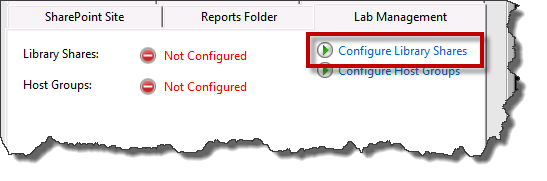 SharePoint Site Reports Folder Lab Management
Library Shares: Not Configured Configure Library Shares
Host Groups: Not Configured Configure Host Groups